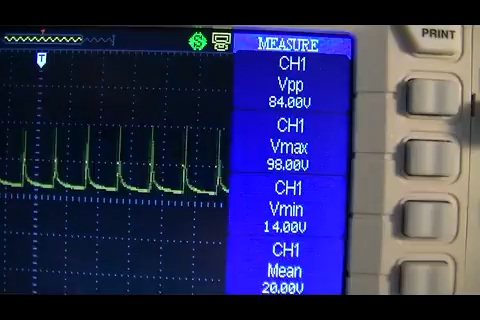 PRINT
T
MEASURE
CH1
Vpp
84.00V
CH1
Vmax
98.00V
CH1
Vmin
14.00V
CH1
Mean
20.00V